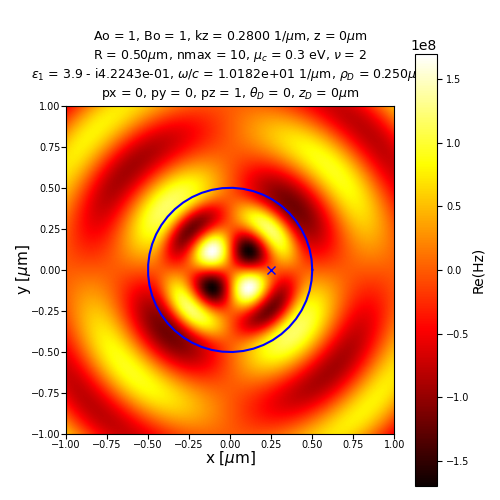 Ao = 1, Bo = 1, kz = 0.2800 1/μm, z = 0μm
R = 0.50μm, nmax = 10, μc = 0.3 eV, ν = 2
ε1 = 3.9 - i4.2243e-01, ω/c = 1.0182e+01 1/μm, ρD = 0.250μ
px = 0, py = 0, pz = 1, θD = 0, zD = 0μm
1e8
1.00
0.75
0.50
0.25
0.00
−0.25
−0.50
−0.75
−1.00
y [μm]
−1.00 −0.75 −0.50 −0.25 0.00 0.25 0.50 0.75 1.00
x [μm]
1.5
1.0
0.5
0.0
−0.5
−1.0
−1.5
Re(Hz)